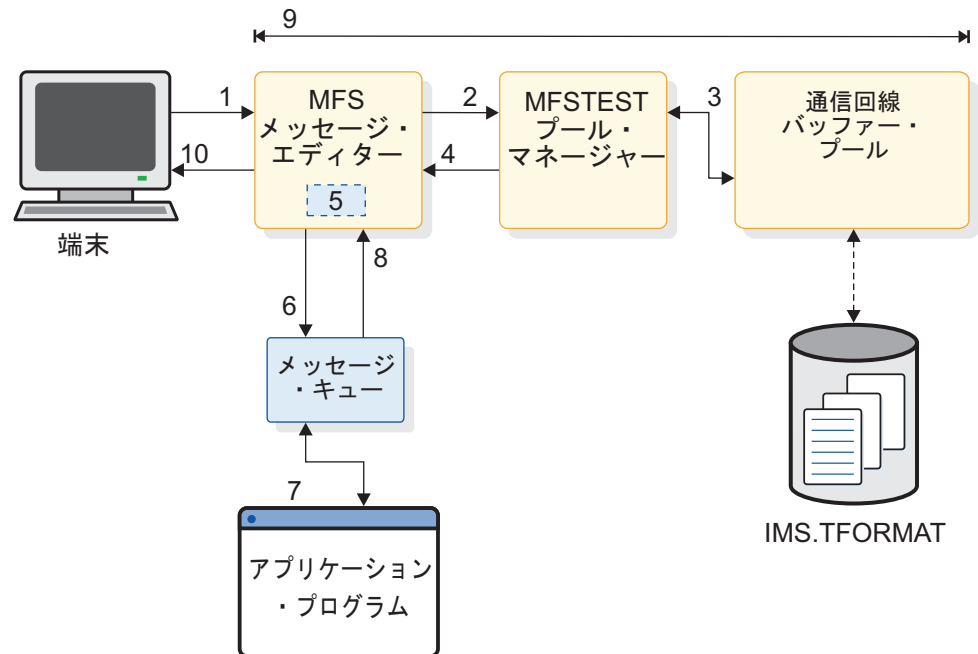 9
1
MFS
メッセージ・
エディター
2
MFSTEST
プール・
マネージャー
3
通信回線
バッファー・
プール
10
4
5
端末
6
8
メッセージ
・キュー
7
アプリケーション
・プログラム
IMS.TFORMAT